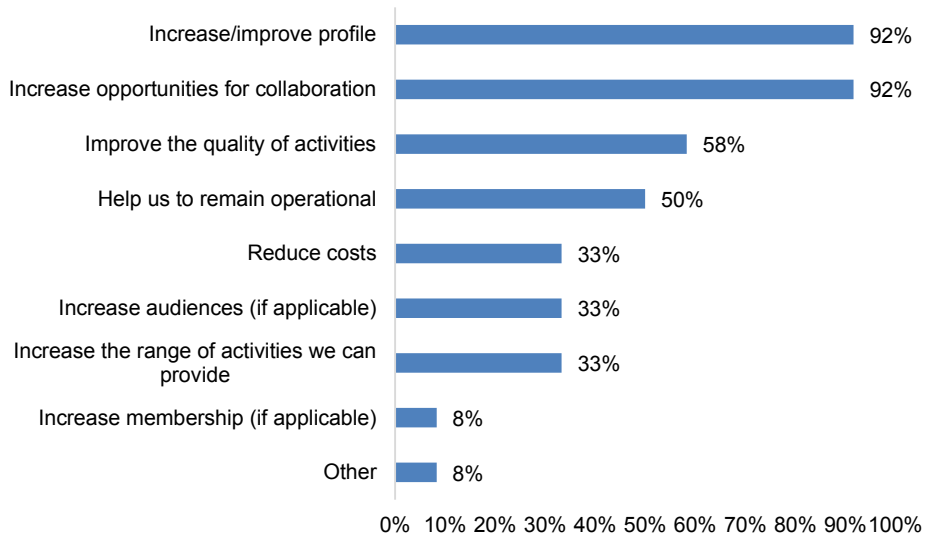 Increase/improve profile 92%
Increase opportunities for collaboration 92%
Improve the quality of activities 58%
Help us to remain operational 50%
Reduce costs 33%
Increase audiences (if applicable) 33%
Increase the range of activities we can
provide 33%
Increase membership (if applicable) 8%
Other 8%
0% 10% 20% 30% 40% 50% 60% 70% 80% 90% 100%